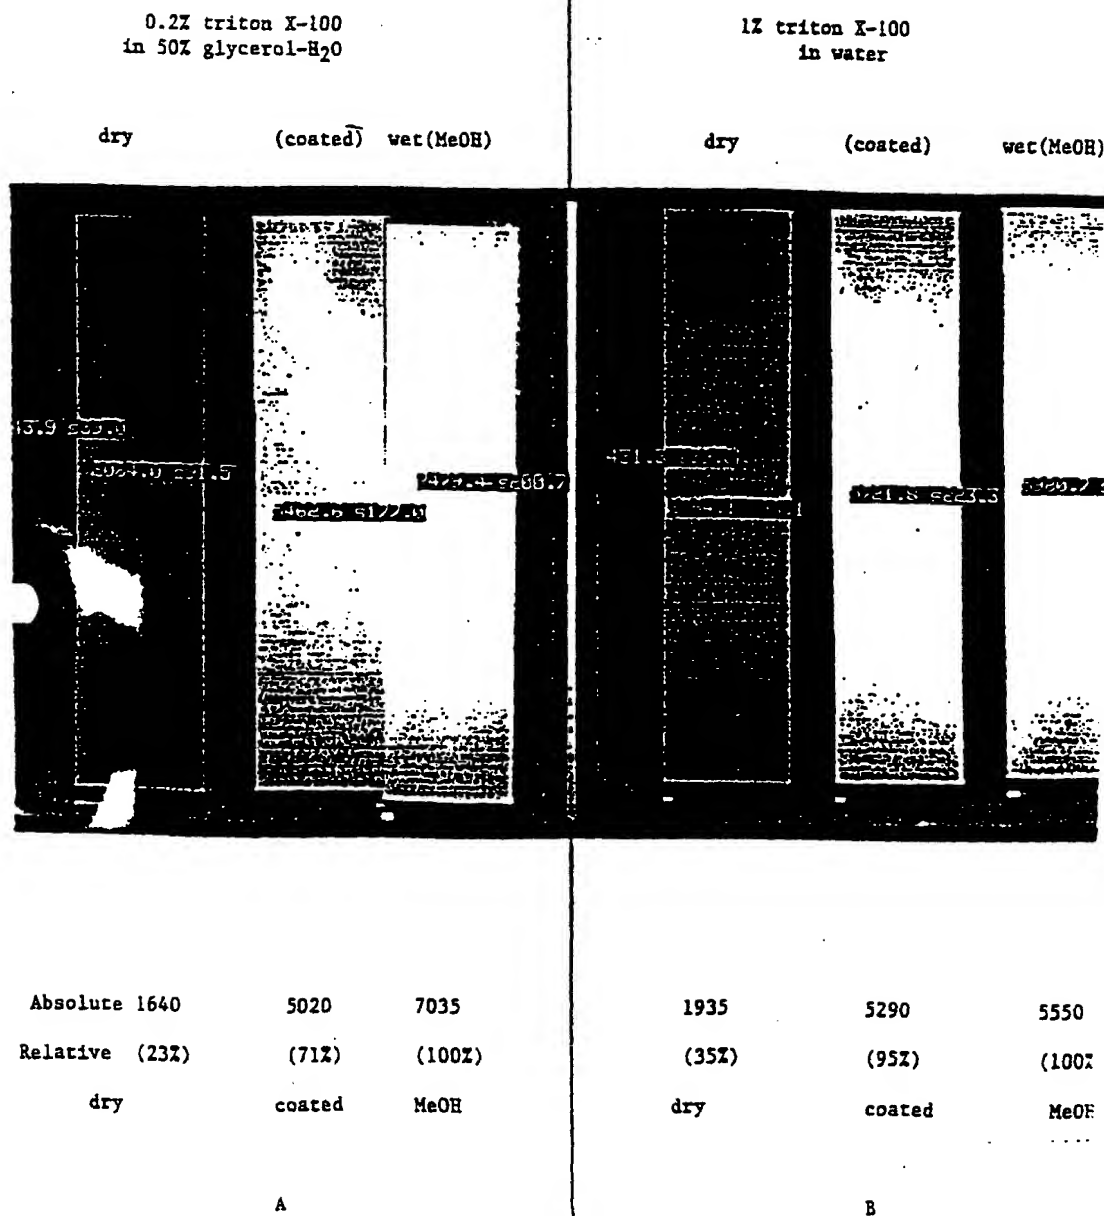 0.2% triton X-100
in 50% glycerol-H₂O
dry (coated) wet(MeOH)
1% triton X-100
in water
dry (coated) wet(MeOH)
Absolute 1640 5020 7035
Relative (23%) (71%) (100%)
dry coated MeOH
A
1935 5290 5550
(35%) (95%) (100%
dry coated MeOH
B